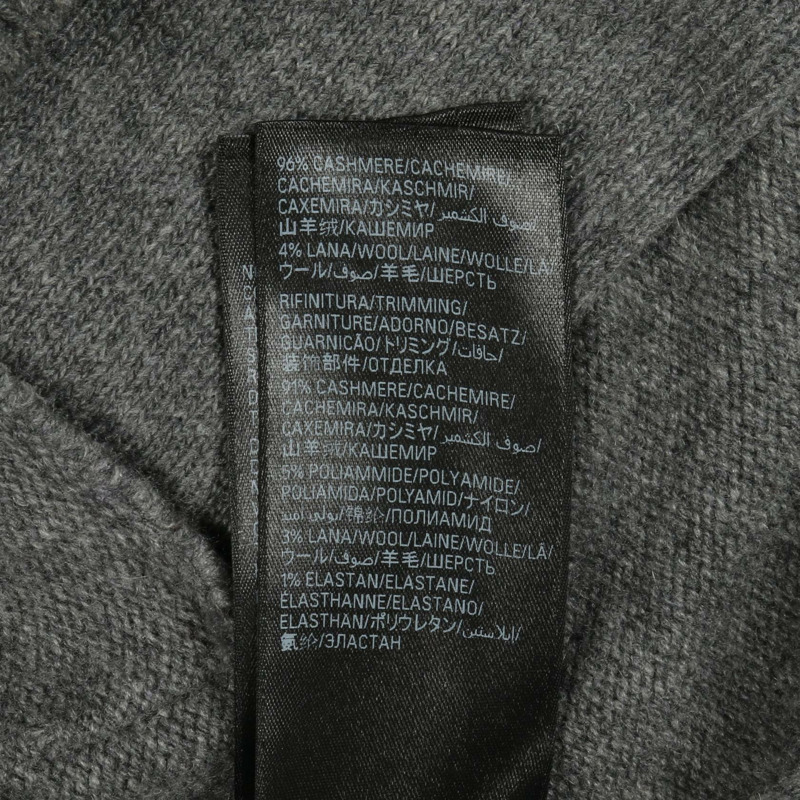 96% CASHMERE/CACHEMIRE/
CACHEMIRA/KASCHMIR/
CAXEMIRA/カシミヤ/صوف الكشمير/
山羊绒/КАШЕМИР
4% LANA/WOOL/LAINE/WOLLE/LÃ/
ウール/صوف/羊毛/ШЕРСТЬ
RIFINITURA/TRIMMING/
GARNITURE/ADORNO/BESATZ/
GUARNICÃO/トリミング/حافات/
装饰部件/ОТДЕЛКА
91% CASHMERE/CACHEMIRE/
CACHEMIRA/KASCHMIR/
CAXEMIRA/カシミヤ/صوف الكشمير/
山羊绒/КАШЕМИР
5% POLIAMMIDE/POLYAMIDE/
POLIAMIDA/POLYAMID/ナイロン/
بولي أميد/锦纶/ПОЛИАМИД
3% LANA/WOOL/LAINE/WOLLE/LÃ/
ウール/صوف/羊毛/ШЕРСТЬ
1% ELASTAN/ELASTANE/
ÉLASTHANNE/ELASTANO/
ELASTHAN/ポリウレタン/إيلاستين/
氨纶/ЭЛАСТАН